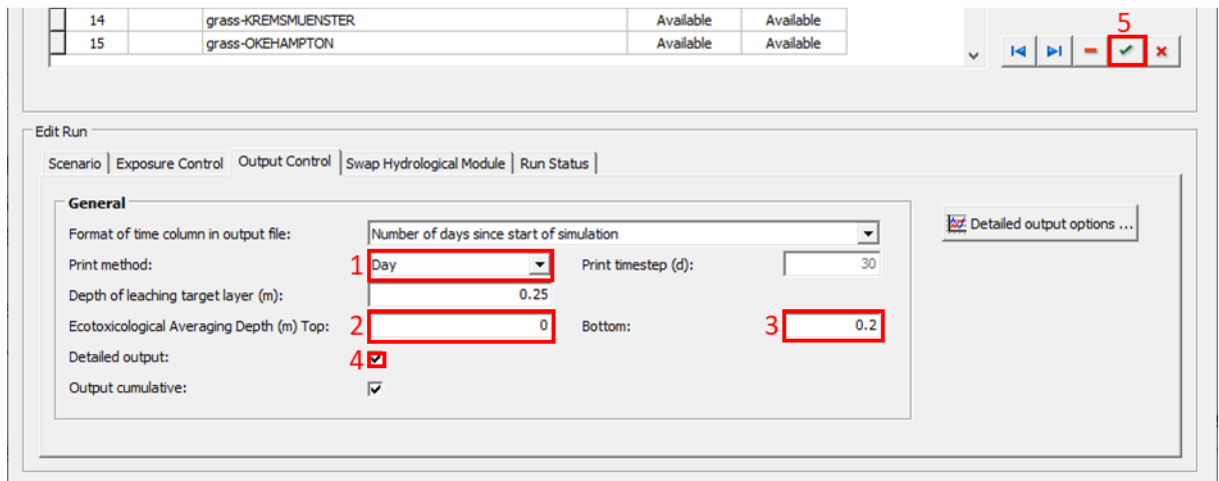 14 grass-KREMSMUENSTER Available Available
5
15 grass-OKEHAMPTON Available Available
Edit Run
Scenario Exposure Control Output Control Swap Hydrological Module Run Status
General
Detailed output options ...
Format of time column in output file: Number of days since start of simulation
Print method: 1 Day Print timestep (d): 30
Depth of leaching target layer (m): 0.25
Ecotoxicological Averaging Depth (m) Top: 2 0 Bottom: 3 0.2
Detailed output: 4
Output cumulative: